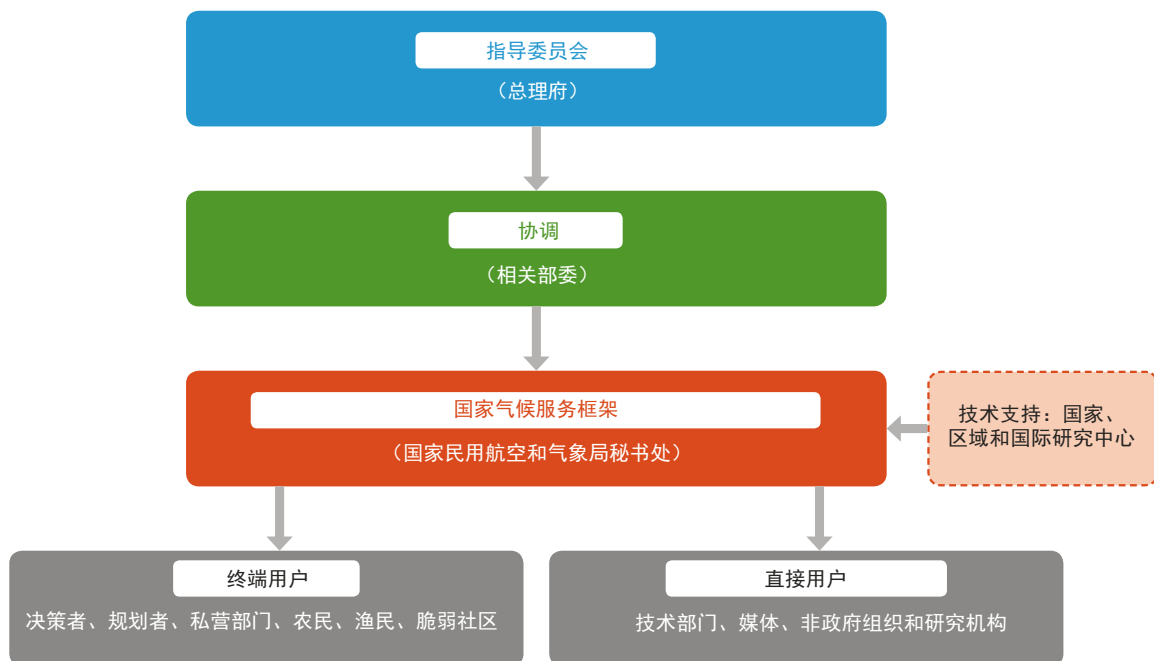 指导委员会
（总理府）
协调
（相关部委）
国家气候服务框架
（国家民用航空和气象局秘书处）
技术支持：国家、
区域和国际研究中心
终端用户
决策者、规划者、私营部门、农民、渔民、脆弱社区
直接用户
技术部门、媒体、非政府组织和研究机构